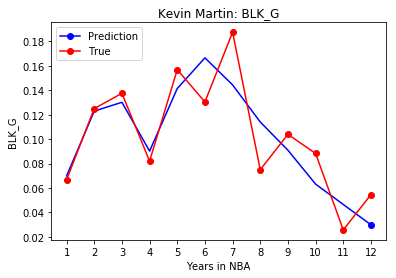 Kevin Martin: BLK_G
Prediction
True
0.18
0.16
0.14
0.12
0.10
0.08
0.06
0.04
0.02
BLK_G
1 2 3 4 5 6 7 8 9 10 11 12
Years in NBA